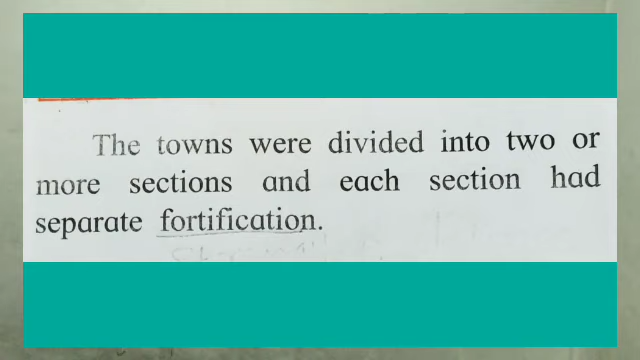 The towns were divided into two or
more sections and each section had
separate fortification.